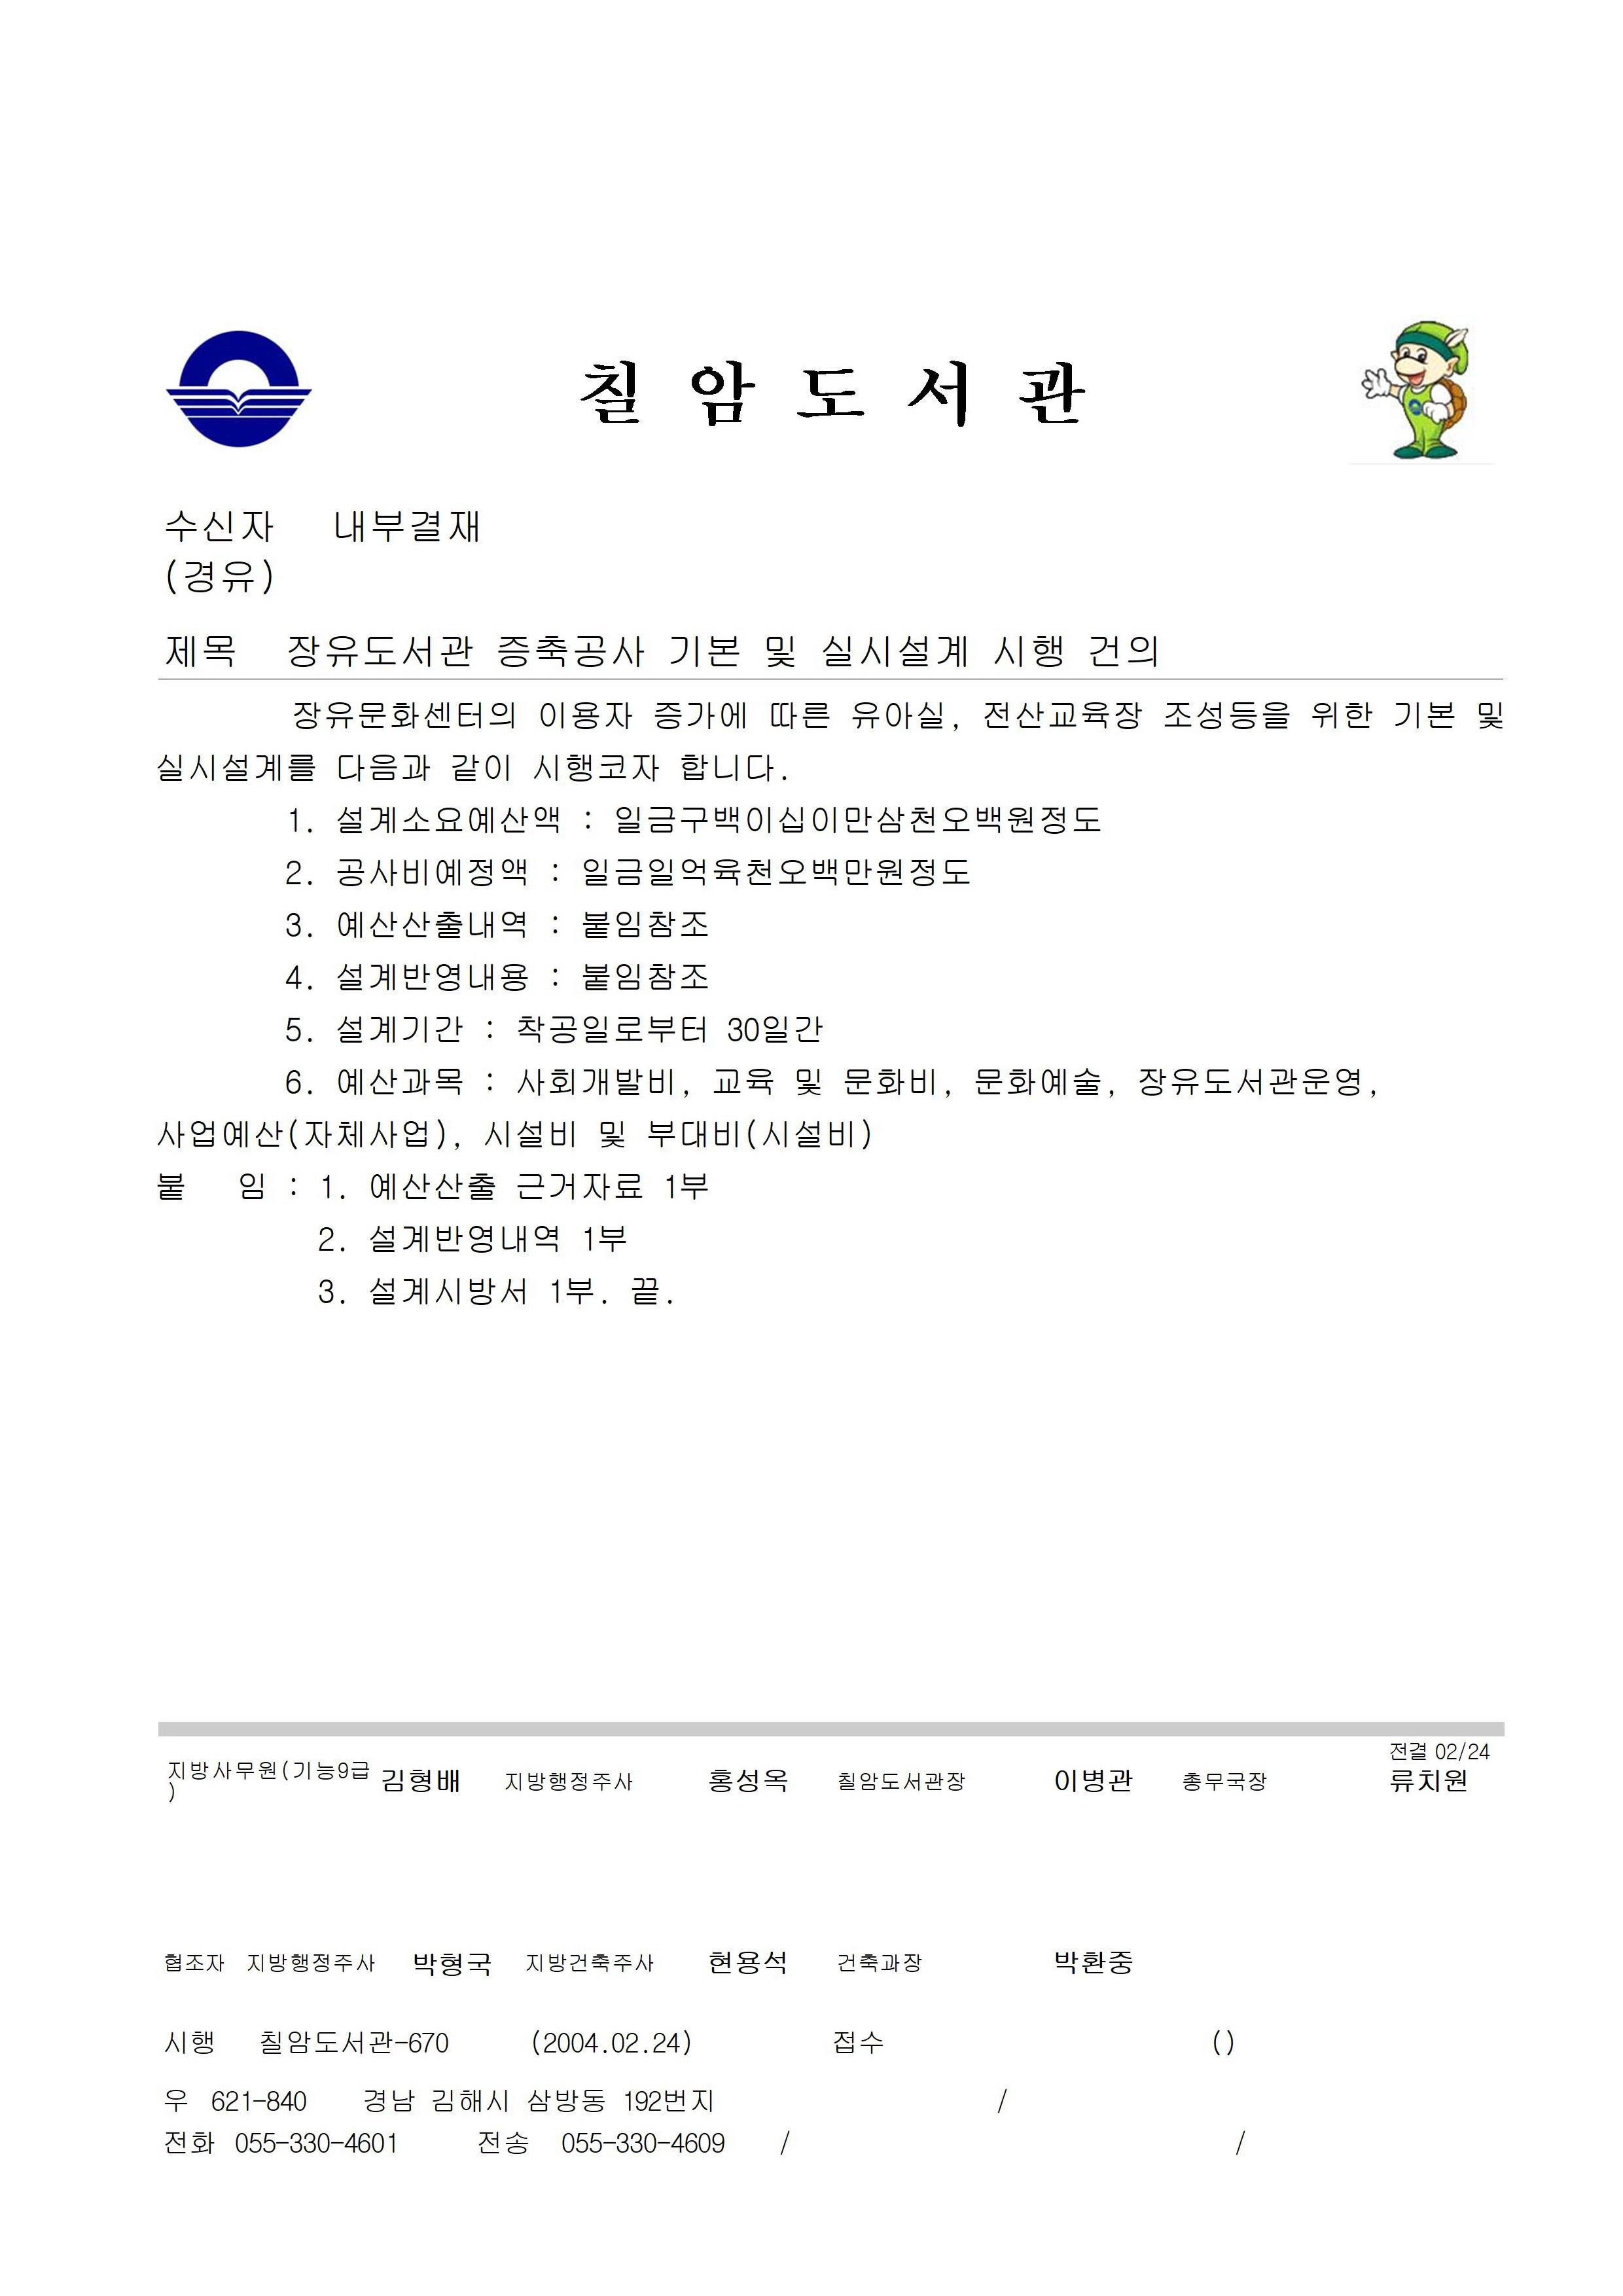 칠 암 도 서 관
수신자 내부결재
(경유)
제목 장유도서관 증축공사 기본 및 실시설계 시행 건의
장유문화센터의 이용자 증가에 따른 유아실, 전산교육장 조성등을 위한 기본 및
실시설계를 다음과 같이 시행코자 합니다.
1. 설계소요예산액 : 일금구백이십이만삼천오백원정도
2. 공사비예정액 : 일금일억육천오백만원정도
3. 예산산출내역 : 붙임참조
4. 설계반영내용 : 붙임참조
5. 설계기간 : 착공일로부터 30일간
6. 예산과목 : 사회개발비, 교육 및 문화비, 문화예술, 장유도서관운영,
사업예산(자체사업), 시설비 및 부대비(시설비)
붙 임 : 1. 예산산출 근거자료 1부
2. 설계반영내역 1부
3. 설계시방서 1부. 끝.
전결 02/24
지방사무원(기능9급) 김형배 지방행정주사 홍성옥 칠암도서관장 이병관 총무국장 류치원
협조자 지방행정주사 박형국 지방건축주사 현용석 건축과장 박환중
시행 칠암도서관-670 (2004.02.24) 접수 ()
우 621-840 경남 김해시 삼방동 192번지 /
전화 055-330-4601 전송 055-330-4609 / /